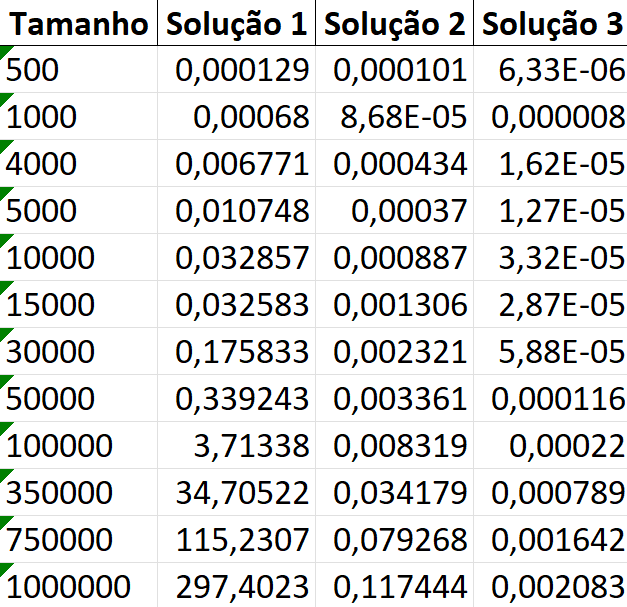 Tamanho Solução 1 Solução 2 Solução 3
500 0,000129 0,000101 6,33E-06
1000 0,00068 8,68E-05 0,000008
4000 0,006771 0,000434 1,62E-05
5000 0,010748 0,00037 1,27E-05
10000 0,032857 0,000887 3,32E-05
15000 0,032583 0,001306 2,87E-05
30000 0,175833 0,002321 5,88E-05
50000 0,339243 0,003361 0,000116
100000 3,71338 0,008319 0,00022
350000 34,70522 0,034179 0,000789
750000 115,2307 0,079268 0,001642
1000000 297,4023 0,117444 0,002083